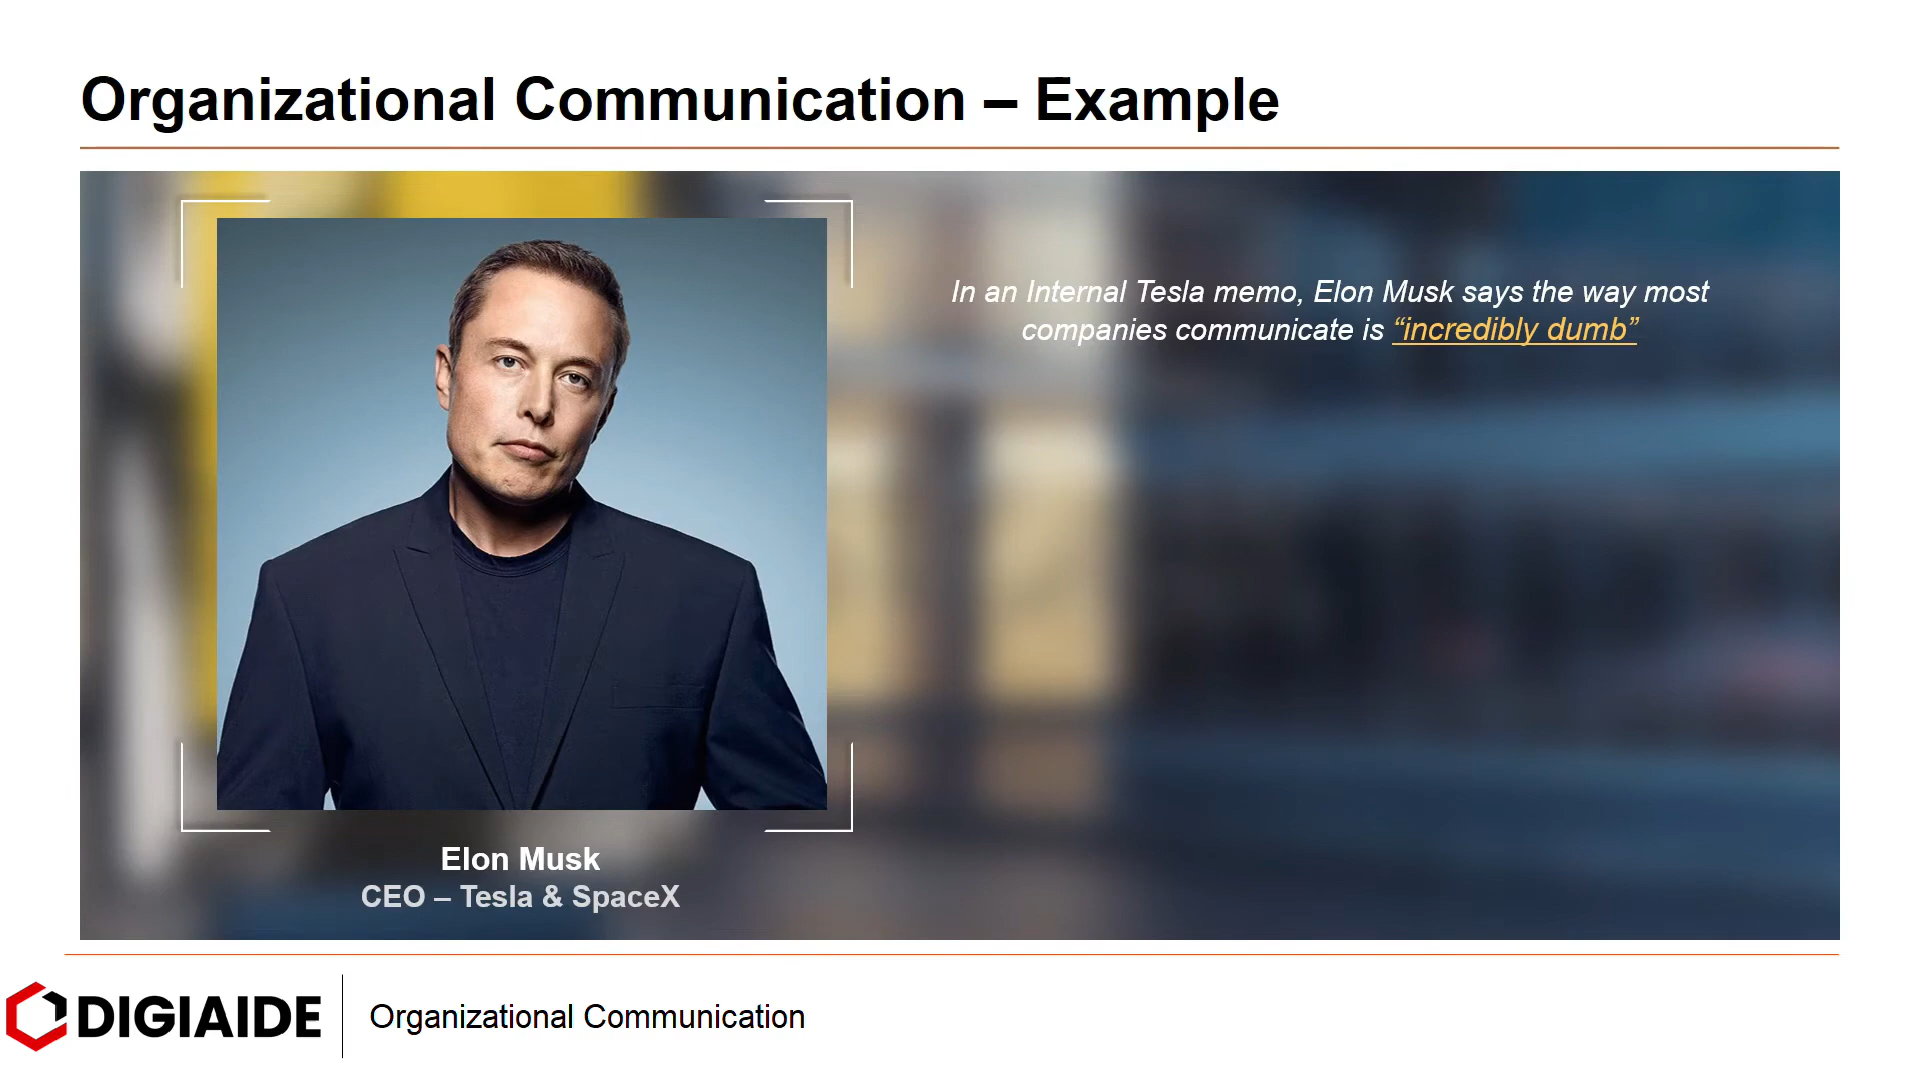 Organizational Communication – Example
In an Internal Tesla memo, Elon Musk says the way most
companies communicate is “incredibly dumb”
Elon Musk
CEO – Tesla & SpaceX
DIGIAIDE
Organizational Communication